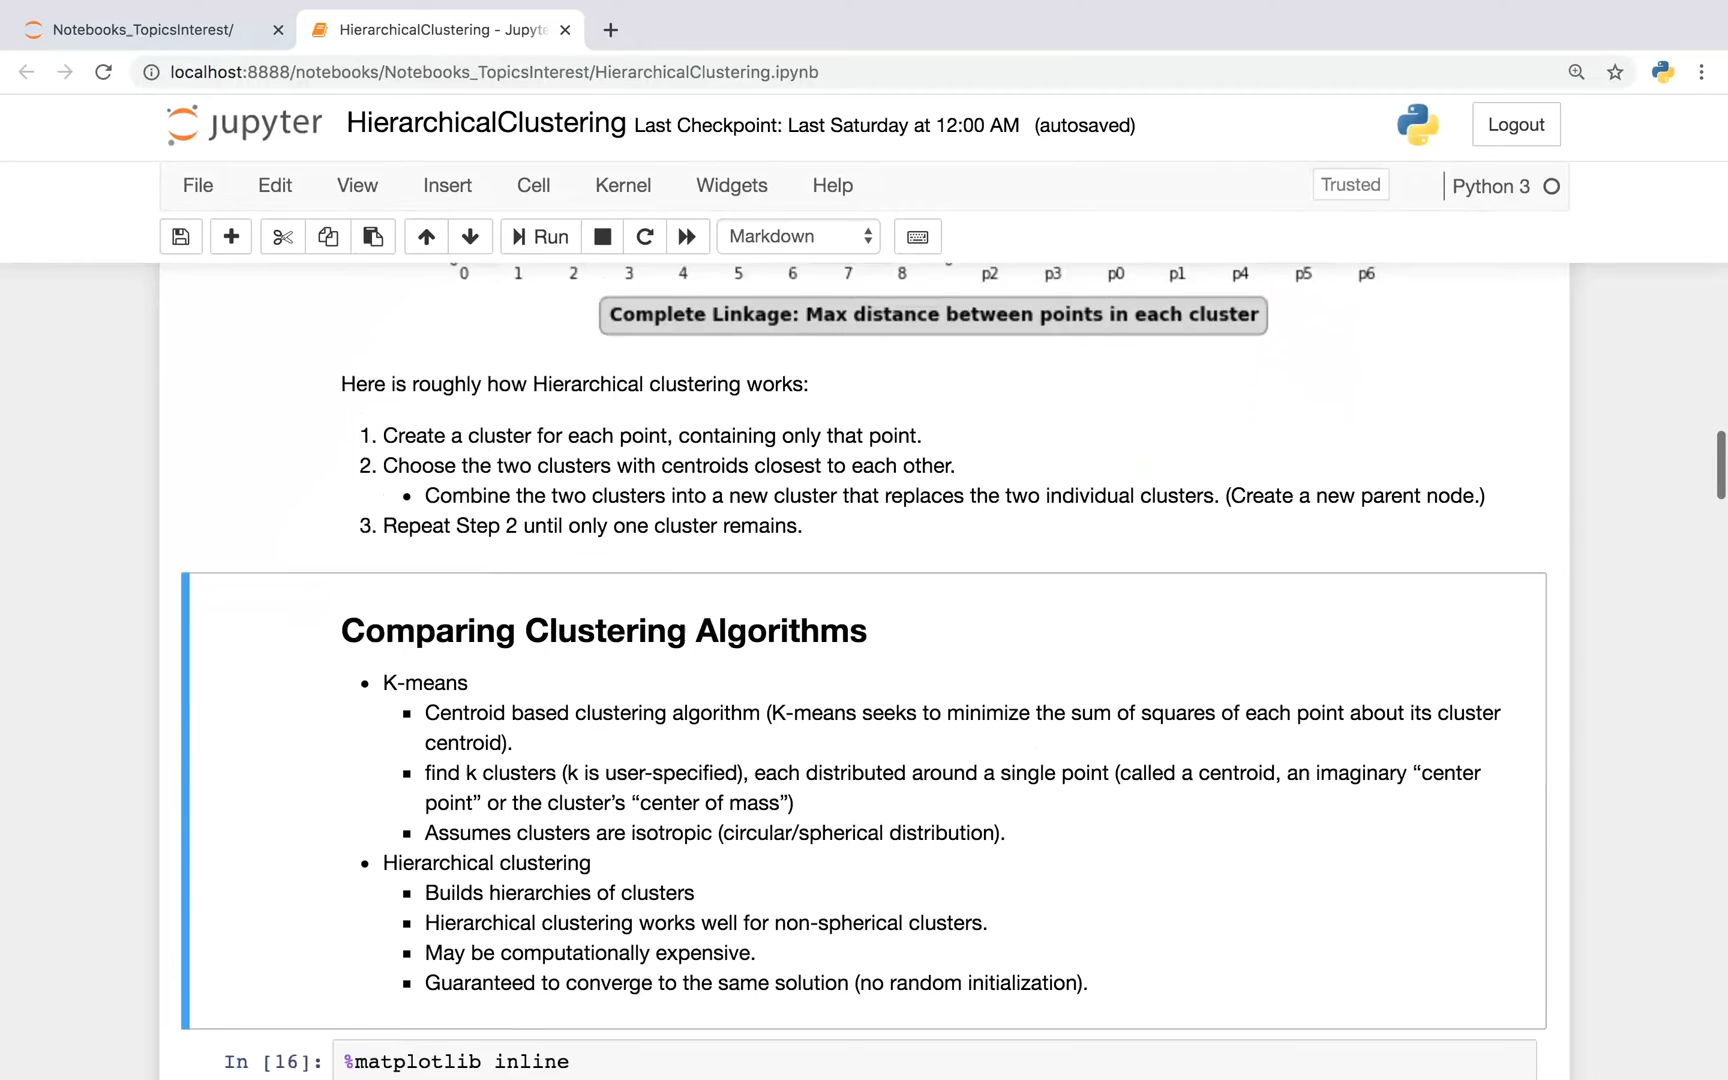 Notebooks_TopicsInterest/
HierarchicalClustering - Jupyte
localhost:8888/notebooks/Notebooks_TopicsInterest/HierarchicalClustering.ipynb
jupyter HierarchicalClustering Last Checkpoint: Last Saturday at 12:00 AM (autosaved)
Logout
File Edit View Insert Cell Kernel Widgets Help
Trusted
Python 3
Run
Markdown
0 1 2 3 4 5 6 7 8 p2 p3 p0 p1 p4 p5 p6
Complete Linkage: Max distance between points in each cluster
Here is roughly how Hierarchical clustering works:
1. Create a cluster for each point, containing only that point.
2. Choose the two clusters with centroids closest to each other.
• Combine the two clusters into a new cluster that replaces the two individual clusters. (Create a new parent node.)
3. Repeat Step 2 until only one cluster remains.
Comparing Clustering Algorithms
• K-means
▪ Centroid based clustering algorithm (K-means seeks to minimize the sum of squares of each point about its cluster
centroid).
▪ find k clusters (k is user-specified), each distributed around a single point (called a centroid, an imaginary “center
point” or the cluster’s “center of mass”)
▪ Assumes clusters are isotropic (circular/spherical distribution).
• Hierarchical clustering
▪ Builds hierarchies of clusters
▪ Hierarchical clustering works well for non-spherical clusters.
▪ May be computationally expensive.
▪ Guaranteed to converge to the same solution (no random initialization).
In [16]: %matplotlib inline